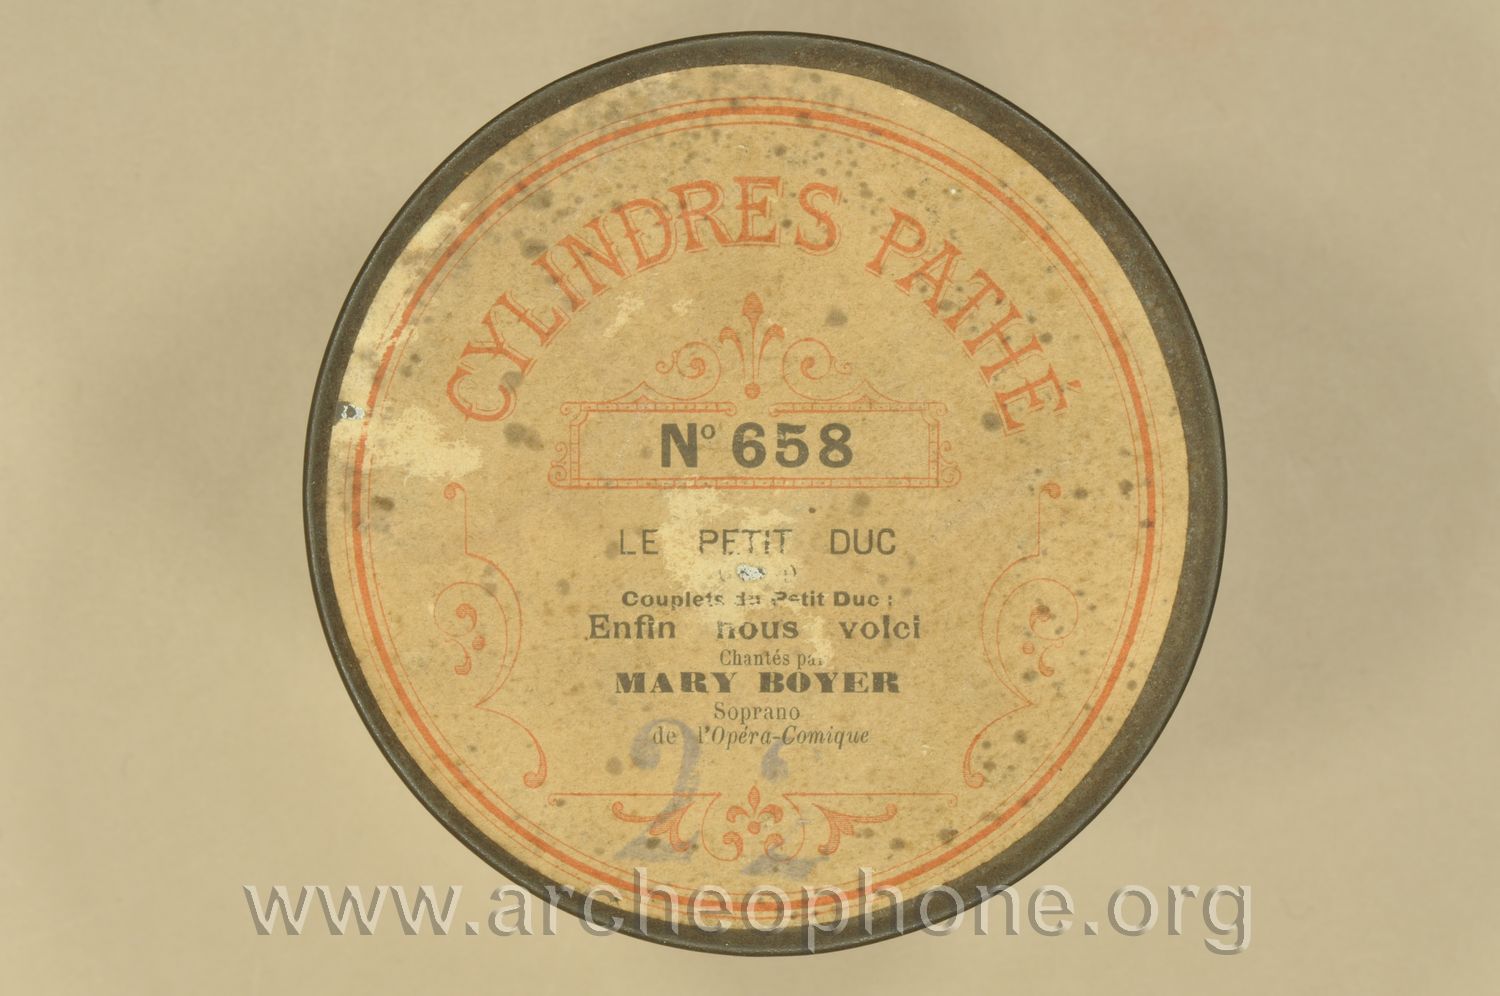 CYLINDRES PATHÉ
Nº 658
LE PETIT DUC
Couplets du Petit Duc :
Enfin nous voici
Chantés par
MARY BOYER
Soprano
de l'Opéra-Comique
www.archeophone.org